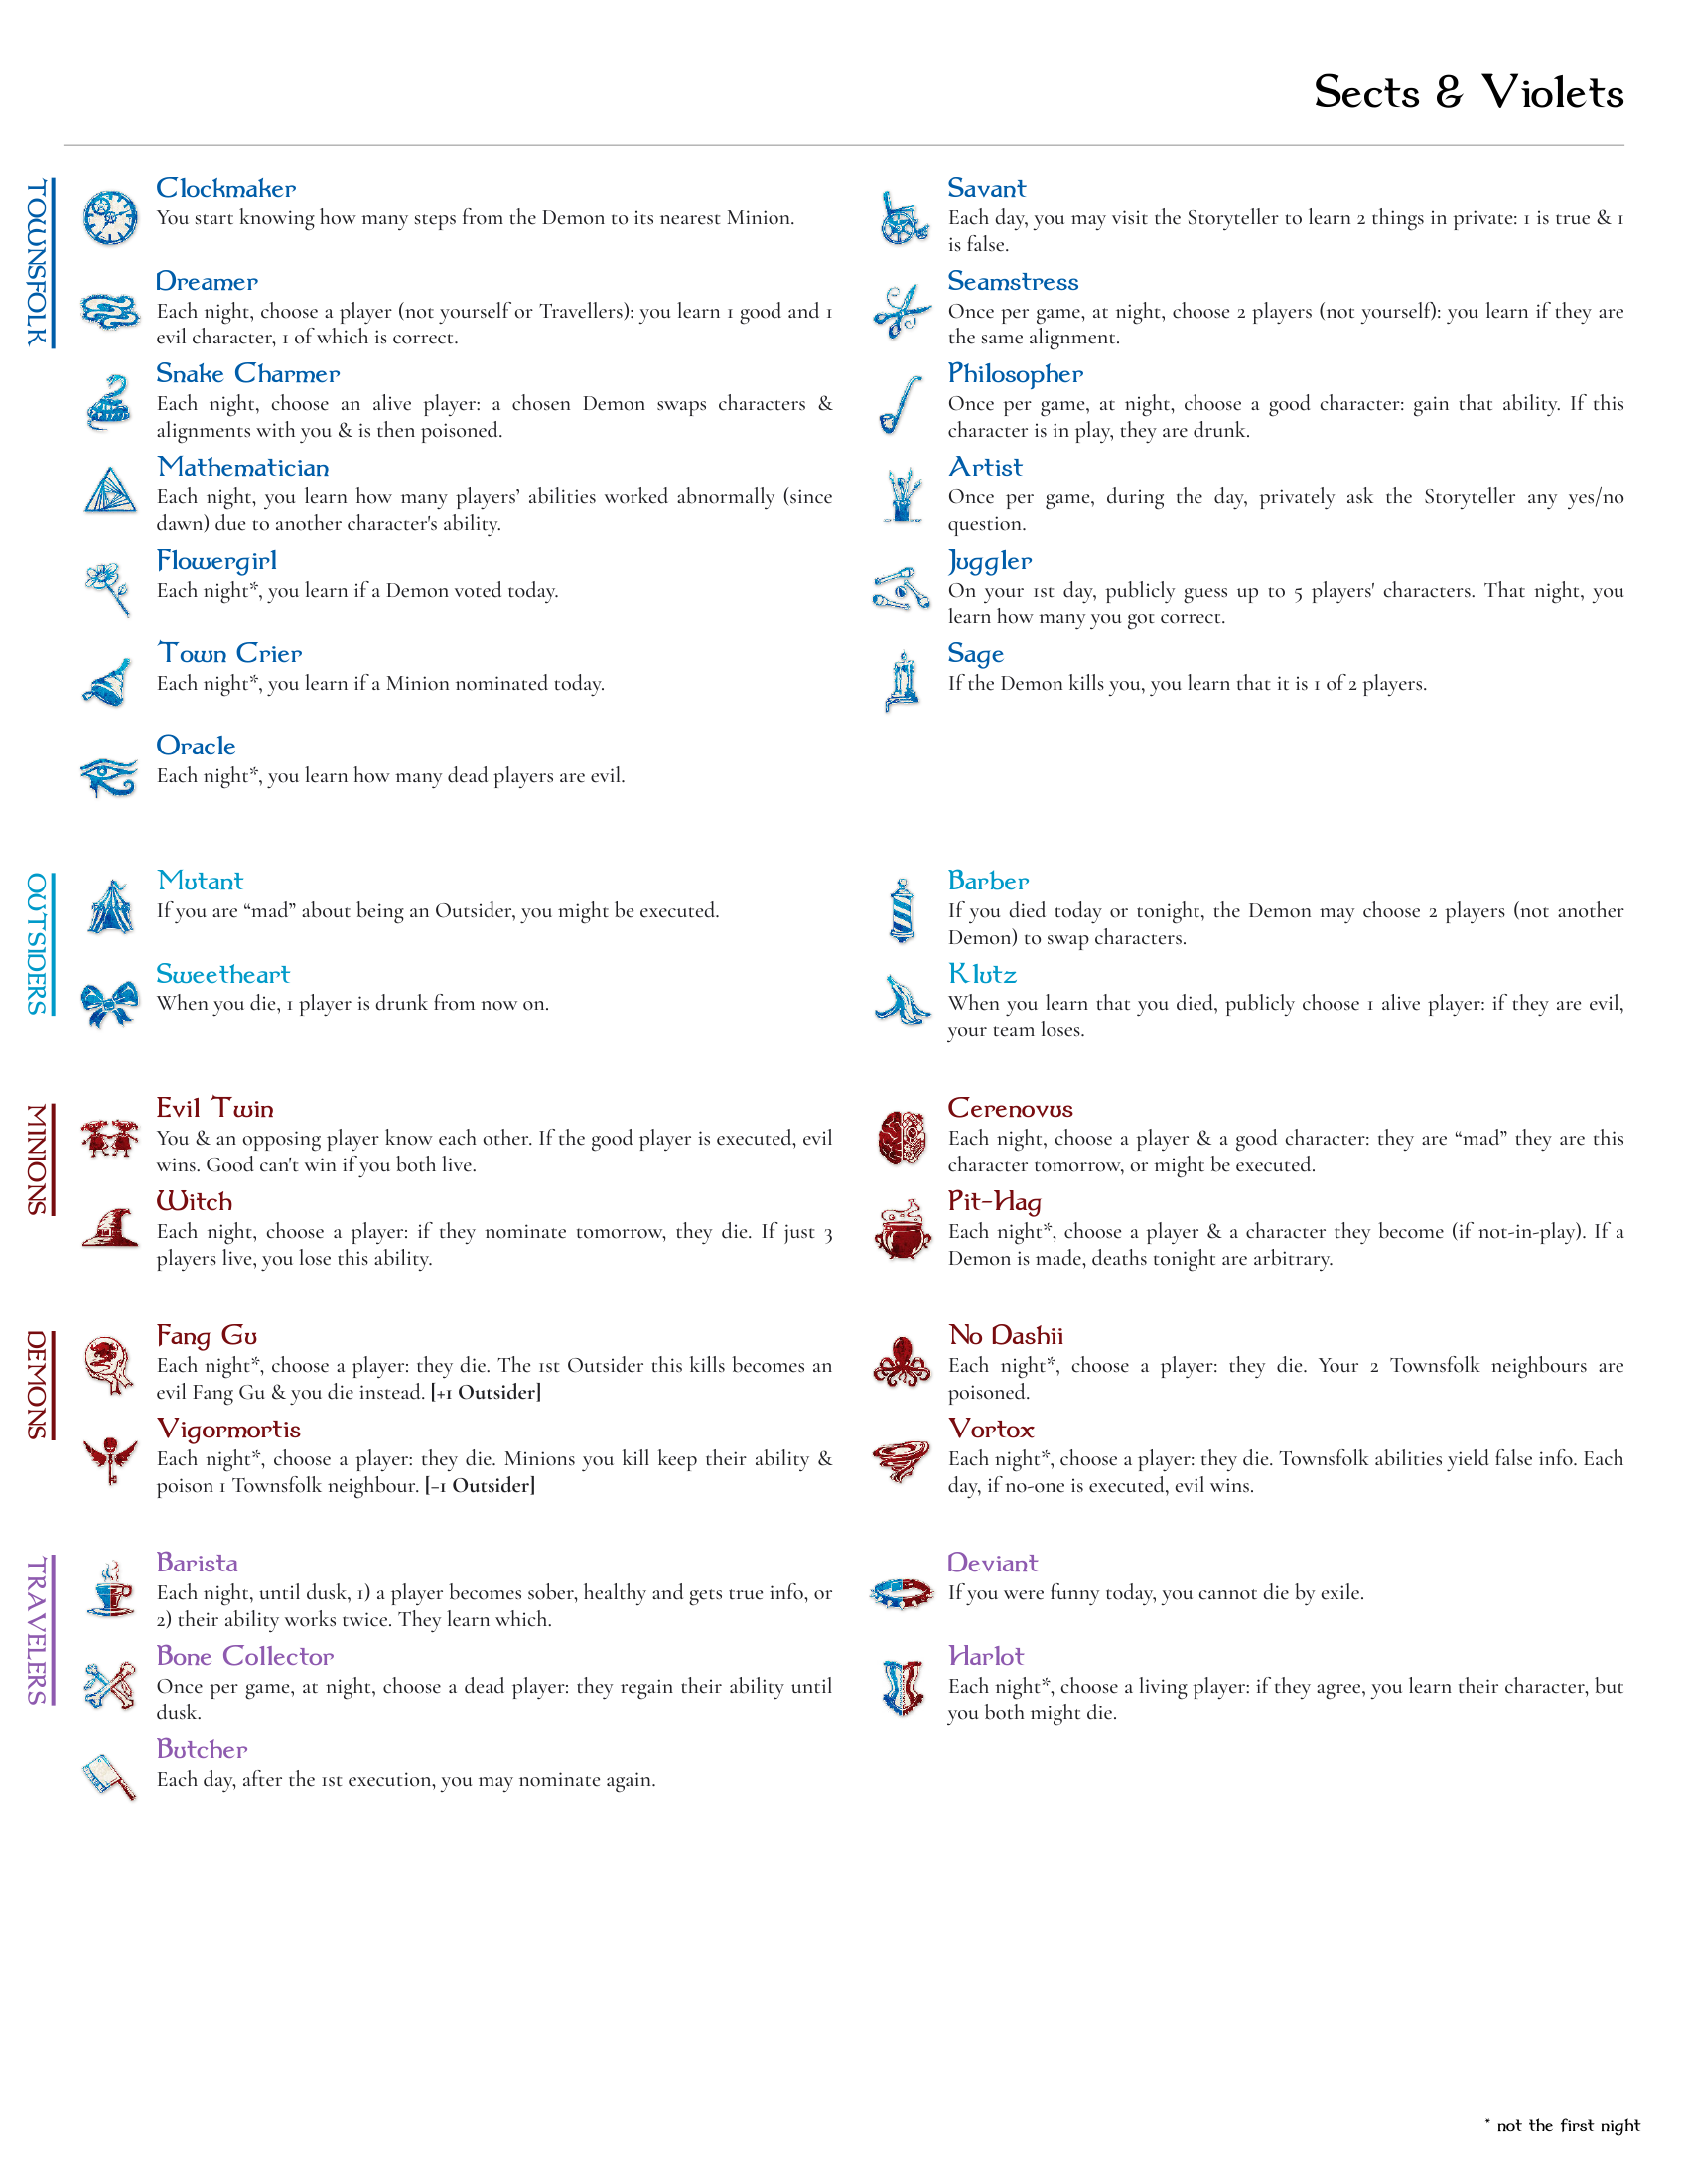 Sects & Violets
TOWNSFOLK
Clockmaker
You start knowing how many steps from the Demon to its nearest Minion.
Dreamer
Each night, choose a player (not yourself or Travellers): you learn 1 good and 1
evil character, 1 of which is correct.
Snake Charmer
Each night, choose an alive player: a chosen Demon swaps characters &
alignments with you & is then poisoned.
Mathematician
Each night, you learn how many players’ abilities worked abnormally (since
dawn) due to another character's ability.
Flowergirl
Each night*, you learn if a Demon voted today.
Town Crier
Each night*, you learn if a Minion nominated today.
Oracle
Each night*, you learn how many dead players are evil.
Savant
Each day, you may visit the Storyteller to learn 2 things in private: 1 is true & 1
is false.
Seamstress
Once per game, at night, choose 2 players (not yourself): you learn if they are
the same alignment.
Philosopher
Once per game, at night, choose a good character: gain that ability. If this
character is in play, they are drunk.
Artist
Once per game, during the day, privately ask the Storyteller any yes/no
question.
Juggler
On your 1st day, publicly guess up to 5 players' characters. That night, you
learn how many you got correct.
Sage
If the Demon kills you, you learn that it is 1 of 2 players.
OUTSIDERS
Mutant
If you are “mad” about being an Outsider, you might be executed.
Sweetheart
When you die, 1 player is drunk from now on.
Barber
If you died today or tonight, the Demon may choose 2 players (not another
Demon) to swap characters.
Klutz
When you learn that you died, publicly choose 1 alive player: if they are evil,
your team loses.
MINIONS
Evil Twin
You & an opposing player know each other. If the good player is executed, evil
wins. Good can't win if you both live.
Witch
Each night, choose a player: if they nominate tomorrow, they die. If just 3
players live, you lose this ability.
Cerenovus
Each night, choose a player & a good character: they are “mad” they are this
character tomorrow, or might be executed.
Pit-Hag
Each night*, choose a player & a character they become (if not-in-play). If a
Demon is made, deaths tonight are arbitrary.
DEMONS
Fang Gu
Each night*, choose a player: they die. The 1st Outsider this kills becomes an
evil Fang Gu & you die instead. [+1 Outsider]
Vigormortis
Each night*, choose a player: they die. Minions you kill keep their ability &
poison 1 Townsfolk neighbour. [−1 Outsider]
No Dashii
Each night*, choose a player: they die. Your 2 Townsfolk neighbours are
poisoned.
Vortox
Each night*, choose a player: they die. Townsfolk abilities yield false info. Each
day, if no-one is executed, evil wins.
TRAVELERS
Barista
Each night, until dusk, 1) a player becomes sober, healthy and gets true info, or
2) their ability works twice. They learn which.
Bone Collector
Once per game, at night, choose a dead player: they regain their ability until
dusk.
Butcher
Each day, after the 1st execution, you may nominate again.
Deviant
If you were funny today, you cannot die by exile.
Harlot
Each night*, choose a living player: if they agree, you learn their character, but
you both might die.
* not the first night